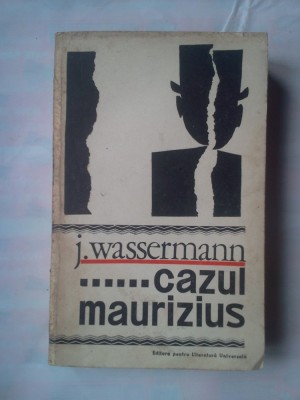 j.wassermann
......cazul
maurizius
Editura pentru Literatură Universală